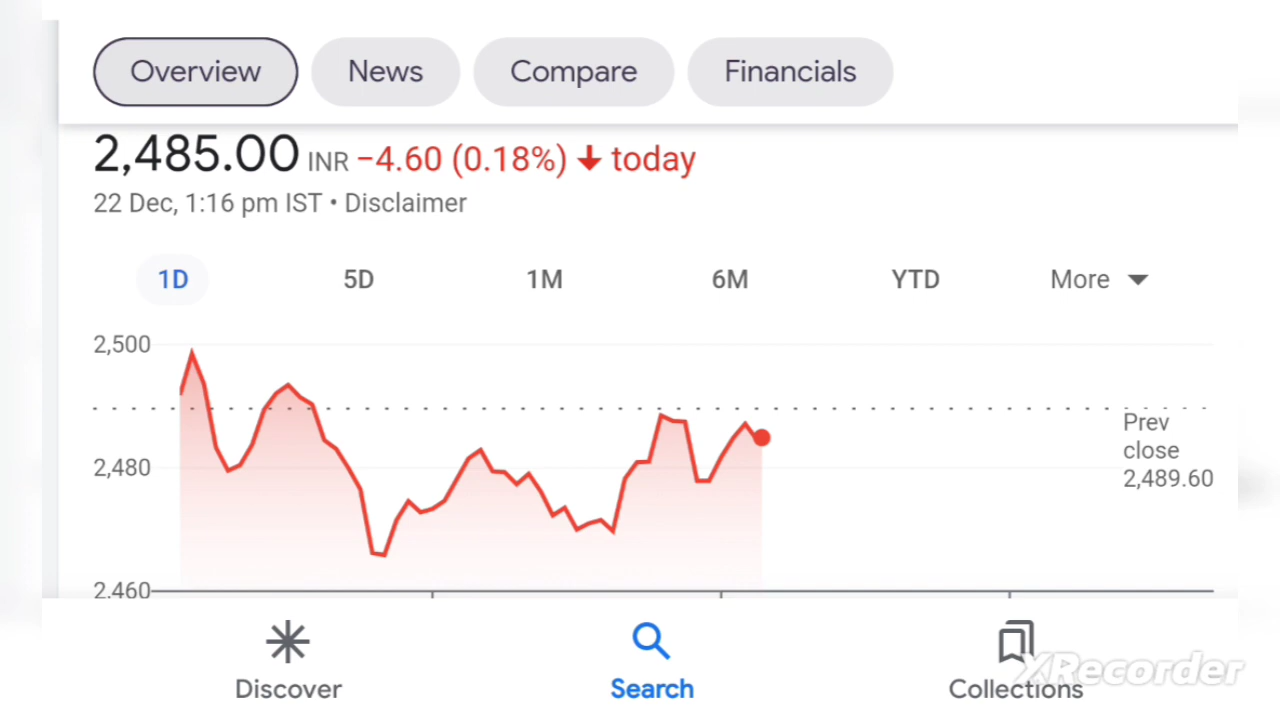 Overview News Compare Financials
2,485.00 INR −4.60 (0.18%) ↓ today
22 Dec, 1:16 pm IST • Disclaimer
1D 5D 1M 6M YTD More
2,500
Prev
close
2,489.60
2,480
2,460
Discover Search Collections
XRecorder